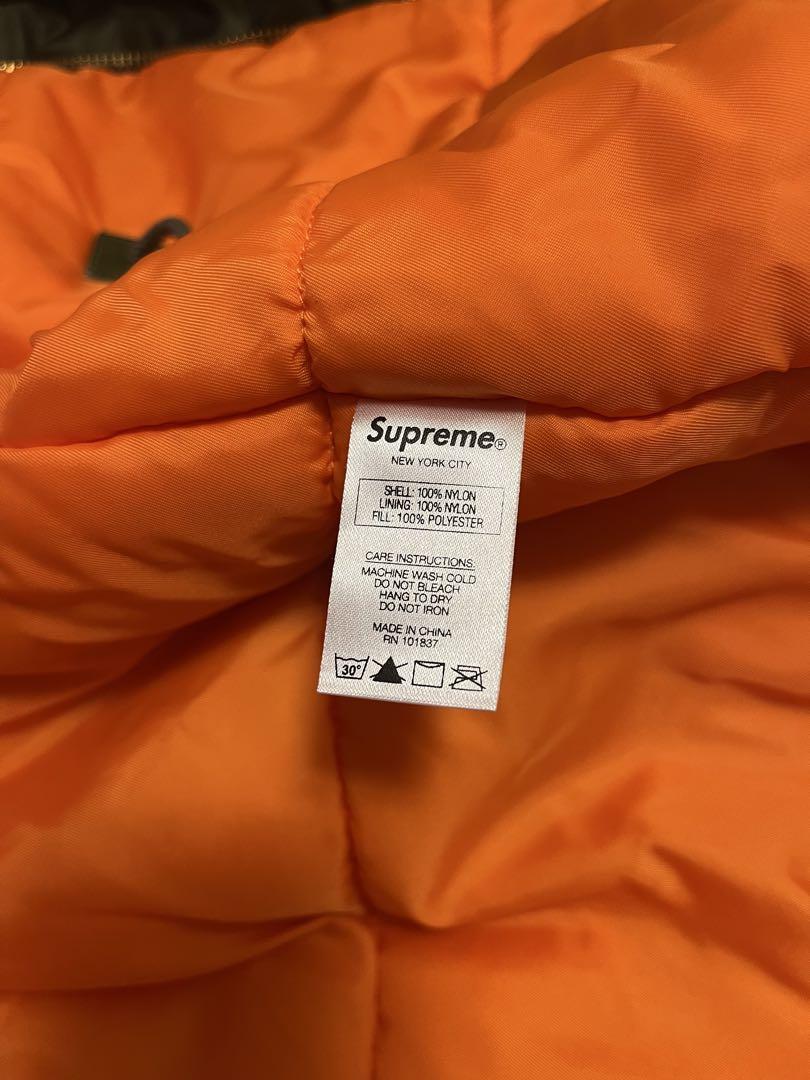 Supreme®
NEW YORK CITY
SHELL: 100% NYLON
LINING: 100% NYLON
FILL: 100% POLYESTER
CARE INSTRUCTIONS:
MACHINE WASH COLD
DO NOT BLEACH
HANG TO DRY
DO NOT IRON
MADE IN CHINA
RN 101837
30°